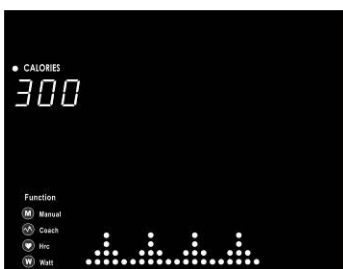 CALORIES
300
Function
M Manual
Coach
Hrc
W Watt